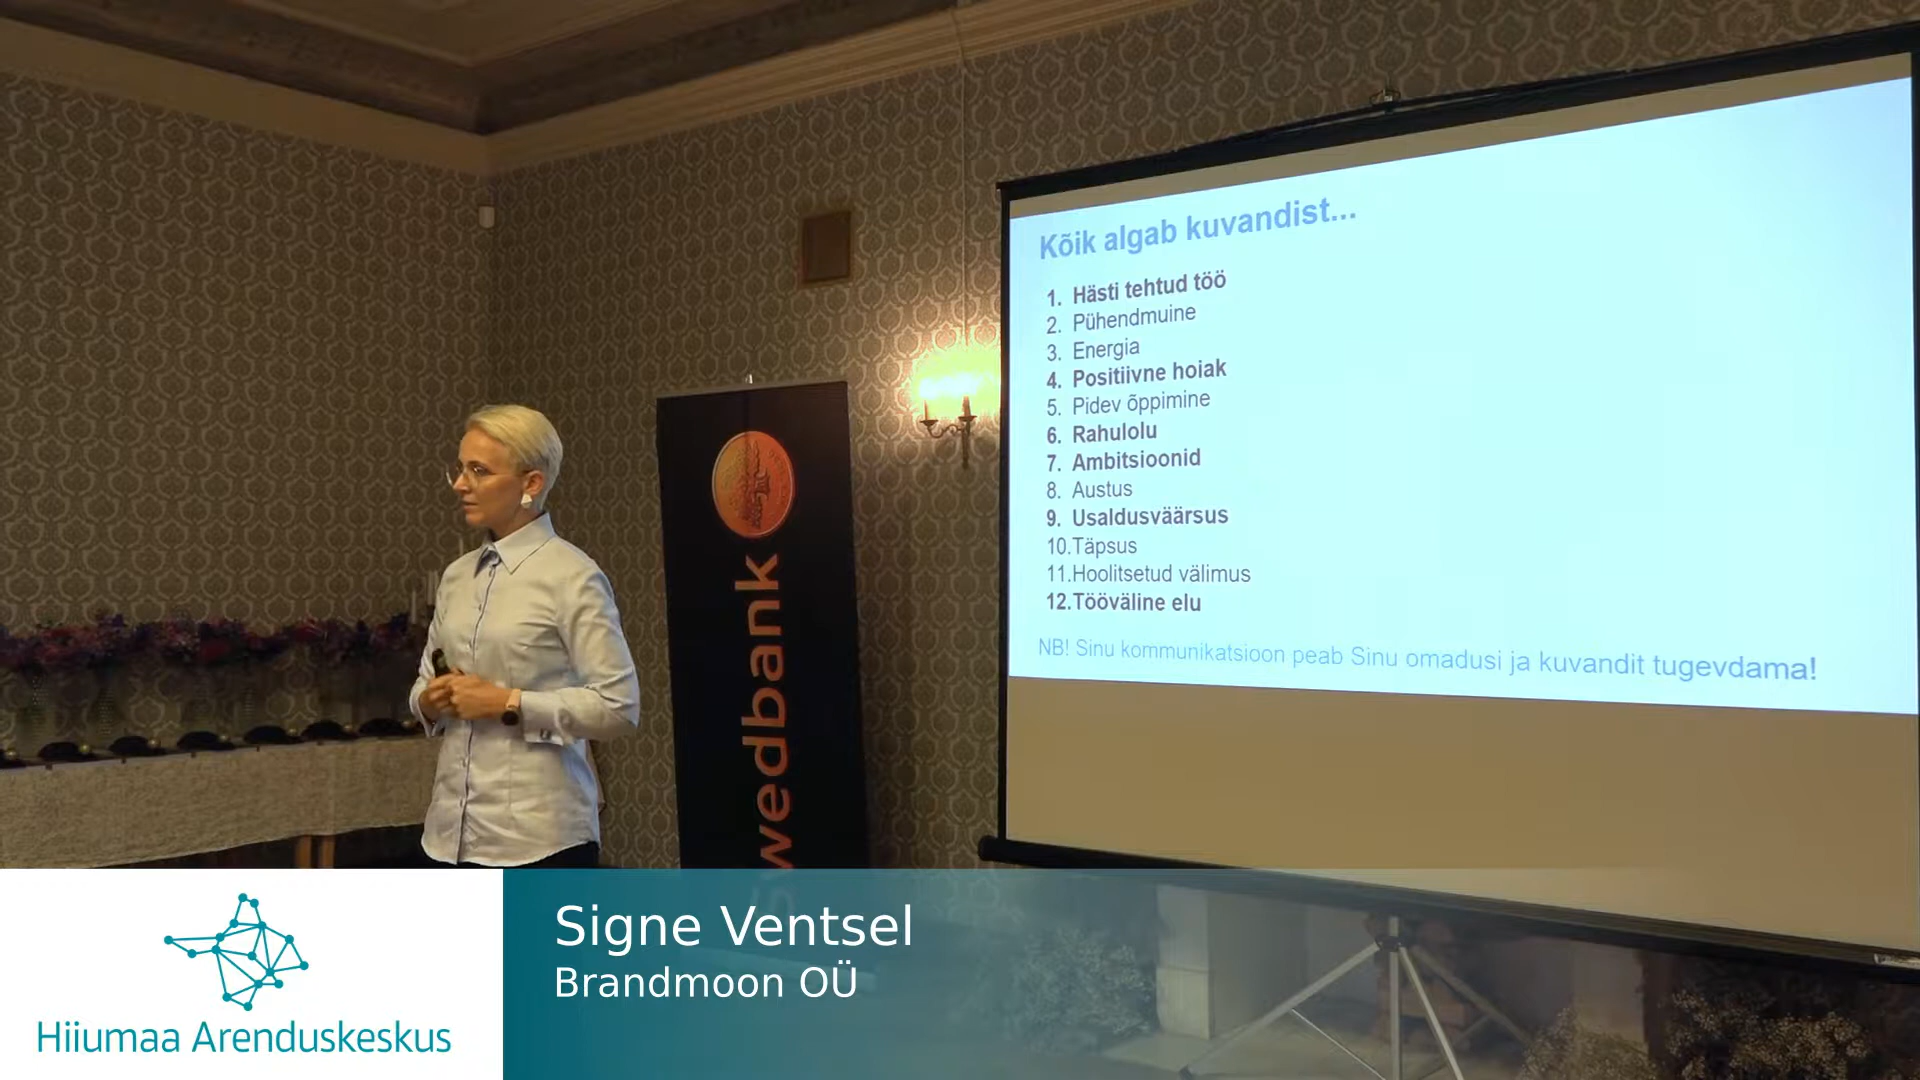 Kõik algab kuvandist...
1. Hästi tehtud töö
2. Pühendmuine
3. Energia
4. Positiivne hoiak
5. Pidev õppimine
6. Rahulolu
7. Ambitsioonid
8. Austus
9. Usaldusväärsus
10.Täpsus
11.Hoolitsetud välimus
12.Tööväline elu
NB! Sinu kommunikatsioon peab Sinu omadusi ja kuvandit tugevdama!
Swedbank
Signe Ventsel
Brandmoon OÜ
Hiiumaa Arenduskeskus